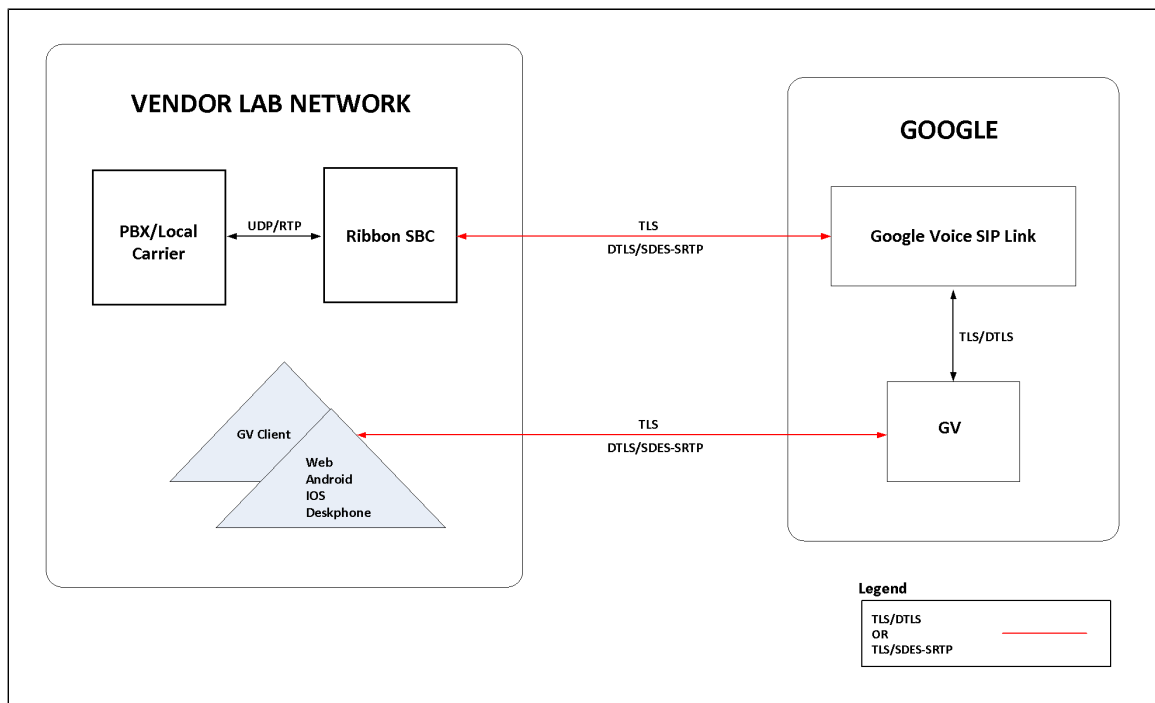 VENDOR LAB NETWORK
PBX/Local
Carrier
UDP/RTP
Ribbon SBC
TLS
DTLS/SDES-SRTP
GOOGLE
Google Voice SIP Link
TLS/DTLS
GV Client
Web
Android
IOS
Deskphone
TLS
DTLS/SDES-SRTP
GV
Legend
TLS/DTLS
OR
TLS/SDES-SRTP